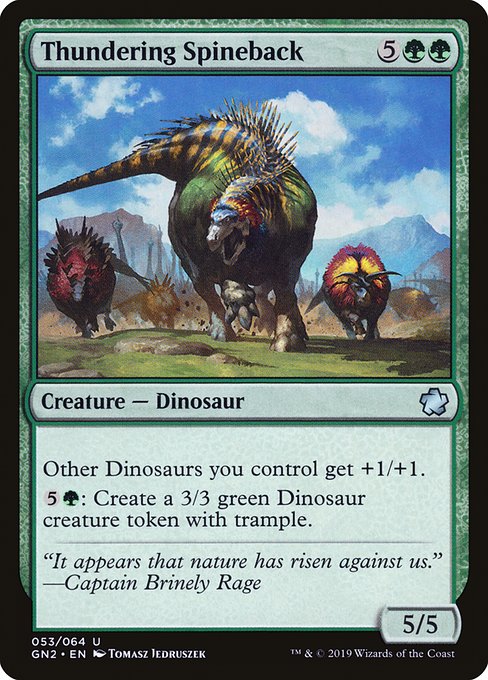 Thundering Spineback 5
Creature — Dinosaur
Other Dinosaurs you control get +1/+1.
5: Create a 3/3 green Dinosaur
creature token with trample.
“It appears that nature has risen against us.”
—Captain Brinely Rage
5/5
053/064 U
GN2 • EN Tomasz Jedruszek
™ & © 2019 Wizards of the Coast